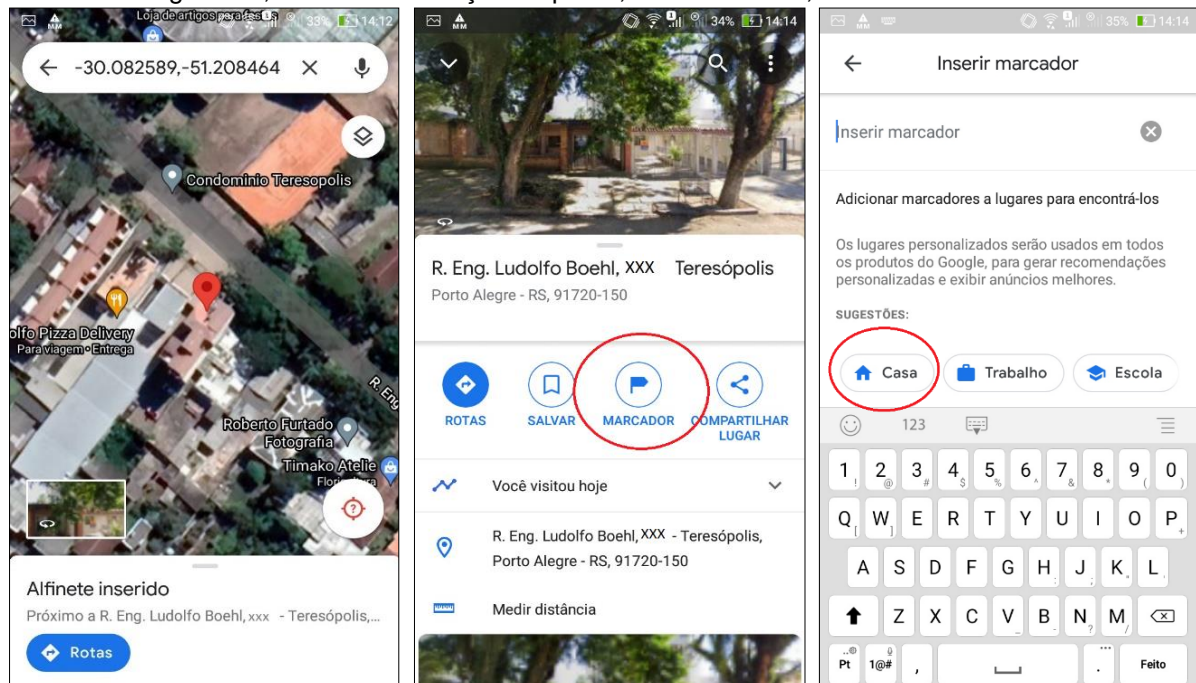 Loja de artigos para festas
33%
14:12
-30.082589,-51.208464
Condomínio Teresopolis
olfo Pizza Delivery
Para viagem • Entrega
R. Eng
Roberto Furtado
Fotografia
Timako Atelie
Alfinete inserido
Próximo a R. Eng. Ludolfo Boehl, xxx - Teresópolis,...
Rotas
MM
34%
14:14
R. Eng. Ludolfo Boehl, XXX Teresópolis
Porto Alegre - RS, 91720-150
ROTAS
SALVAR
MARCADOR
COMPARTILHAR
LUGAR
Você visitou hoje
R. Eng. Ludolfo Boehl, XXX - Teresópolis,
Porto Alegre - RS, 91720-150
Medir distância
MM
35%
14:14
Inserir marcador
Inserir marcador
Adicionar marcadores a lugares para encontrá-los
Os lugares personalizados serão usados em todos
os produtos do Google, para gerar recomendações
personalizadas e exibir anúncios melhores.
SUGESTÕES:
Casa
Trabalho
Escola
123
1 ! 2 @ 3 # 4 $ 5 % 6 ^ 7 & 8 * 9 ( 0 )
Q [ W ] E R T Y U I O P +
A S D F G H ; J ; K " L ,
Z X C V _ B - N ? M /
Pt 1@# , . Feito